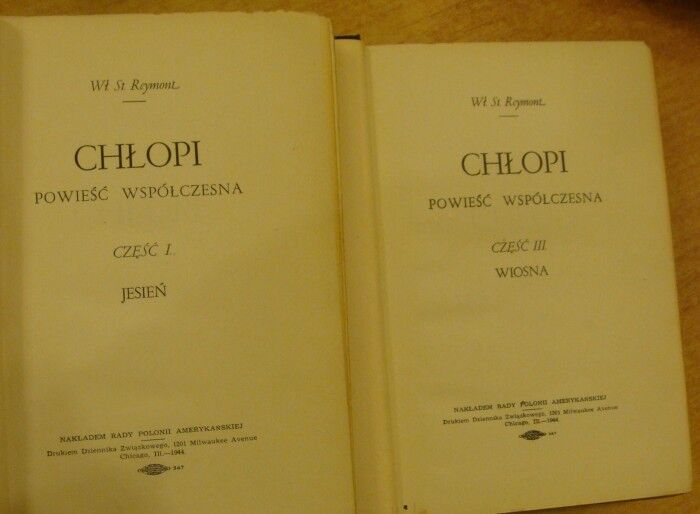 Wł. St. Reymont
CHŁOPI
POWIEŚĆ WSPÓŁCZESNA
CZĘŚĆ I.
JESIEŃ
NAKŁADEM RADY POLONII AMERYKAŃSKIEJ
Drukiem Dziennika Związkowego, 1201 Milwaukee Avenue
Chicago, Ill.—1944.
247
Wł. St. Reymont
CHŁOPI
POWIEŚĆ WSPÓŁCZESNA
CZĘŚĆ III
WIOSNA
NAKŁADEM RADY POLONII AMERYKAŃSKIEJ
Drukiem Dziennika Związkowego, 1201 Milwaukee Avenue
Chicago, Ill.—1944.
247